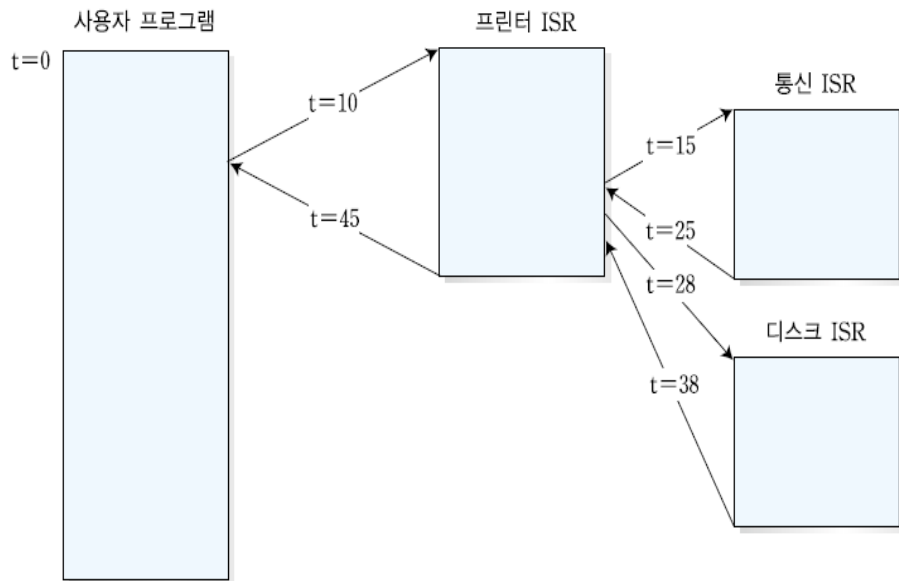 사용자 프로그램
프린터 ISR
t=0
통신 ISR
t=10
t=15
t=45
t=25
t=28
디스크 ISR
t=38